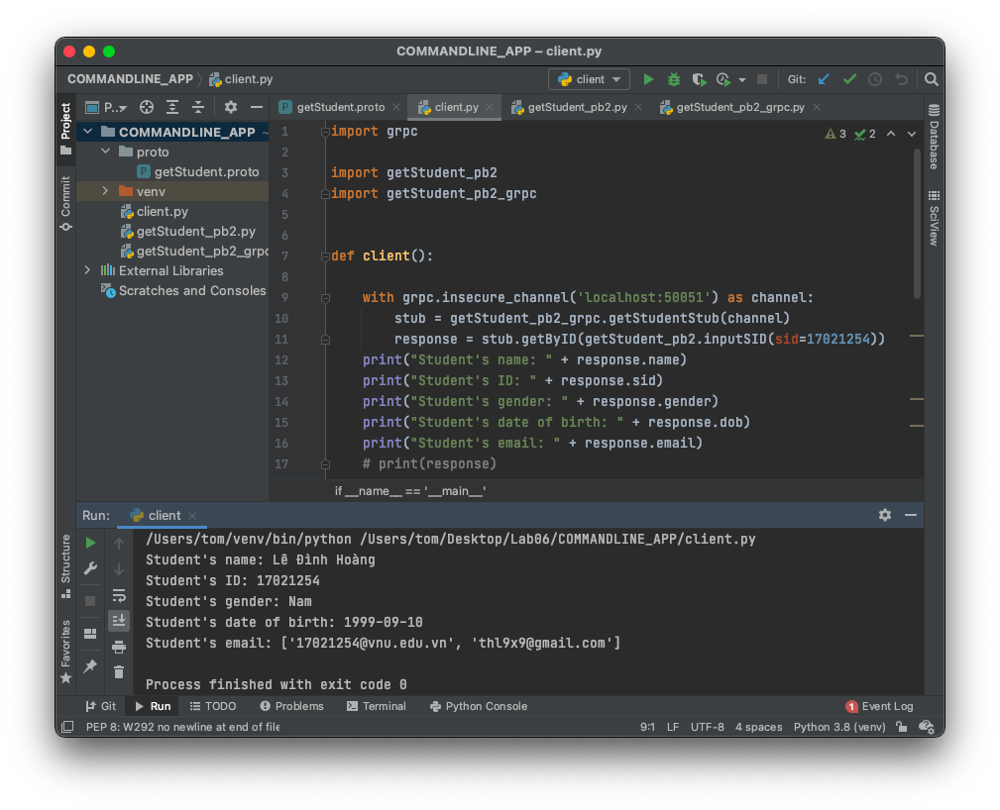 COMMANDLINE_APP – client.py
COMMANDLINE_APP client.py
client
Git:
Project
Commit
Structure
Favorites
P..
getStudent.proto
client.py
getStudent_pb2.py
getStudent_pb2_grpc.py
COMMANDLINE_APP ~
proto
getStudent.proto
venv
client.py
getStudent_pb2.py
getStudent_pb2_grpc
External Libraries
Scratches and Consoles
3 2
Database
SciView
1 import grpc
2
3 import getStudent_pb2
4 import getStudent_pb2_grpc
5
6
7 def client():
8
9     with grpc.insecure_channel('localhost:50051') as channel:
10         stub = getStudent_pb2_grpc.getStudentStub(channel)
11         response = stub.getByID(getStudent_pb2.inputSID(sid=17021254))
12     print("Student's name: " + response.name)
13     print("Student's ID: " + response.sid)
14     print("Student's gender: " + response.gender)
15     print("Student's date of birth: " + response.dob)
16     print("Student's email: " + response.email)
17     # print(response)
if __name__ == '__main__'
Run: client
/Users/tom/venv/bin/python /Users/tom/Desktop/Lab06/COMMANDLINE_APP/client.py
Student's name: Lê Đình Hoàng
Student's ID: 17021254
Student's gender: Nam
Student's date of birth: 1999-09-10
Student's email: ['17021254@vnu.edu.vn', 'thl9x9@gmail.com']
Process finished with exit code 0
Git Run TODO Problems Terminal Python Console 1 Event Log
PEP 8: W292 no newline at end of file 9:1 LF UTF-8 4 spaces Python 3.8 (venv)